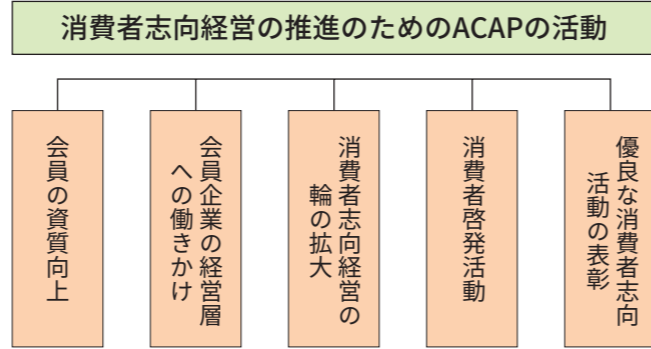 消費者志向経営の推進のためのACAPの活動
会員の資質向上
会員企業の経営層
への働きかけ
消費者志向経営の
輪の拡大
消費者啓発活動
優良な消費者志向
活動の表彰